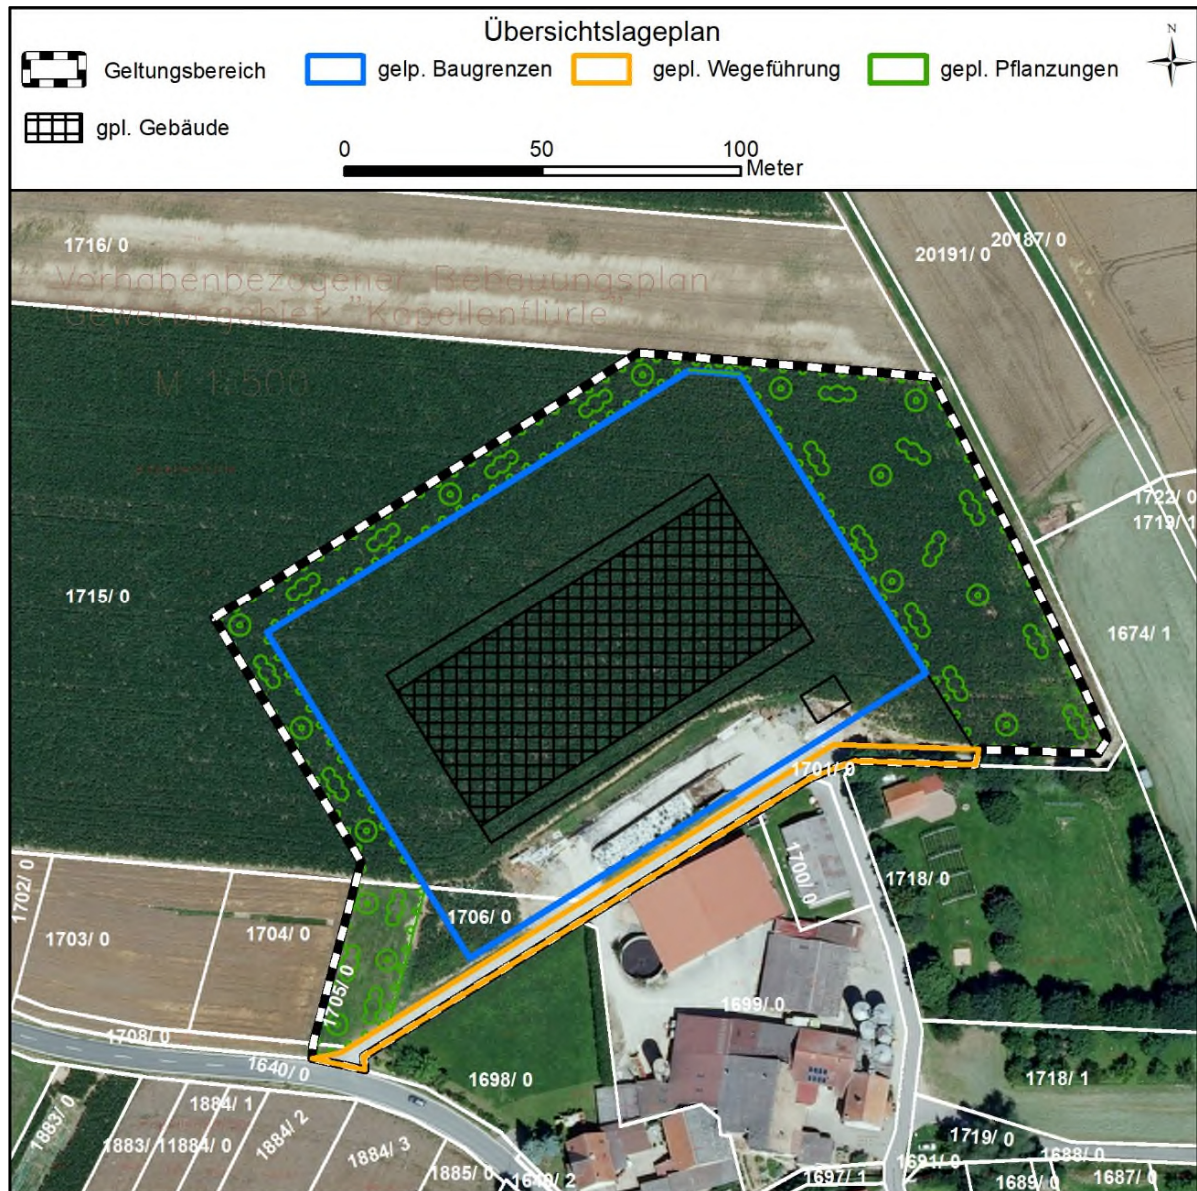 Übersichtslageplan
N
Geltungsbereich
gelp. Baugrenzen
gepl. Wegeführung
gepl. Pflanzungen
gpl. Gebäude
0 50 100
Meter
1716/ 0
20191/ 0
20187/ 0
Vorhabenbezogener Bebauungsplan
Gewerbegebiet "Kapellenflürle"
M 500
1722/ 0
1719/ 1
1715/ 0
1674/ 1
1701/ 0
1700/ 0
1718/ 0
1702/ 0
1703/ 0
1704/ 0
1706/ 0
1705/ 0
1699/ 0
1708/ 0
1640/ 0
1698/ 0
1718/ 1
1883/ 0
1883/ 1
1884/ 1
1884/ 0
1884/ 2
1884/ 3
1885/ 0
1640/ 2
1697/ 1
1691/ 0
1719/ 0
1688/ 0
1689/ 0
1687/ 0